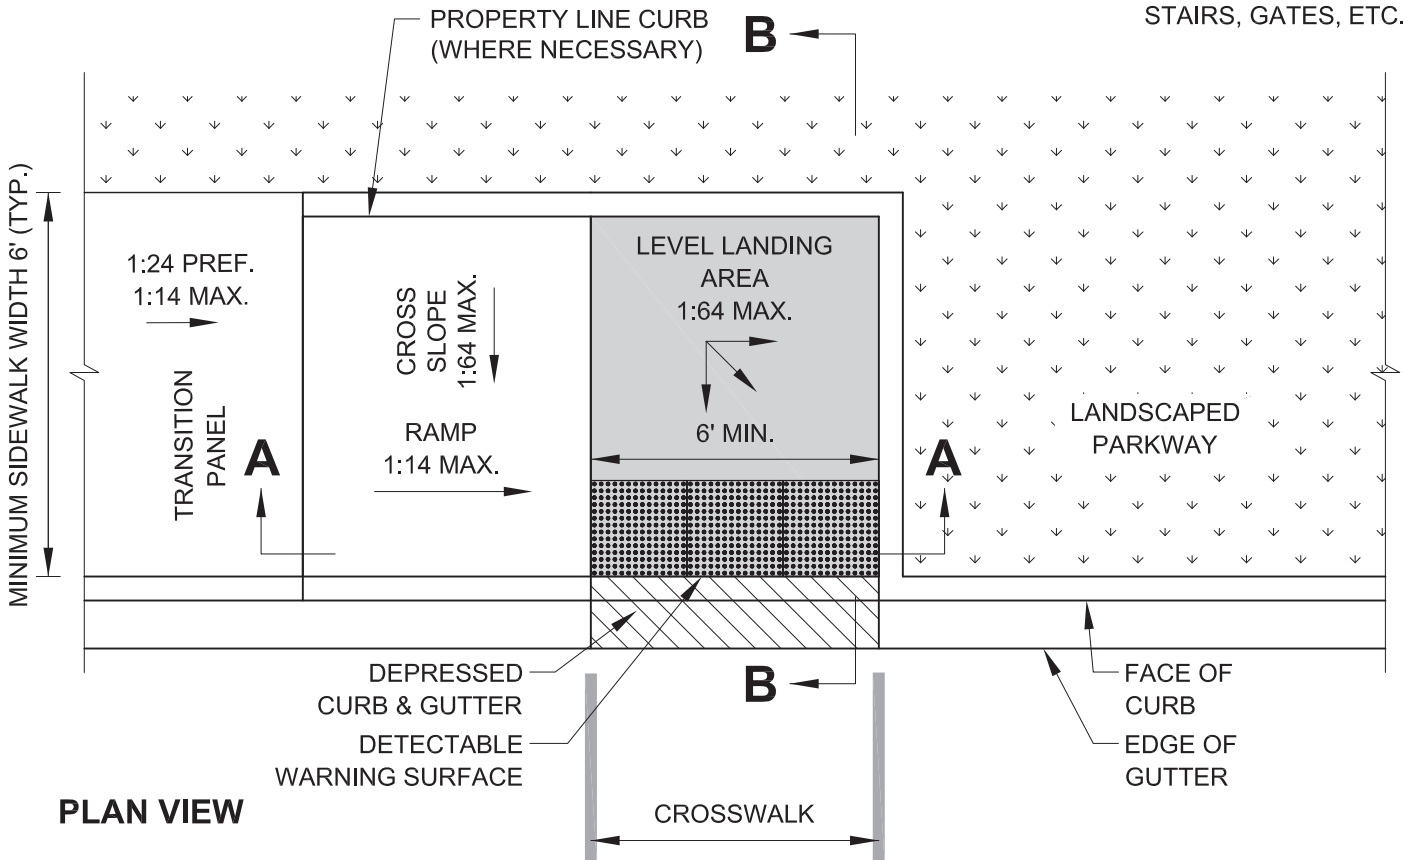 PROPERTY LINE CURB
(WHERE NECESSARY)
B
STAIRS, GATES, ETC.
MINIMUM SIDEWALK WIDTH 6' (TYP.)
1:24 PREF.
1:14 MAX.
TRANSITION
PANEL
A
CROSS
SLOPE
1:64 MAX.
RAMP
1:14 MAX.
LEVEL LANDING
AREA
1:64 MAX.
6' MIN.
A
LANDSCAPED
PARKWAY
DEPRESSED
CURB & GUTTER
DETECTABLE
WARNING SURFACE
B
FACE OF
CURB
EDGE OF
GUTTER
PLAN VIEW
CROSSWALK